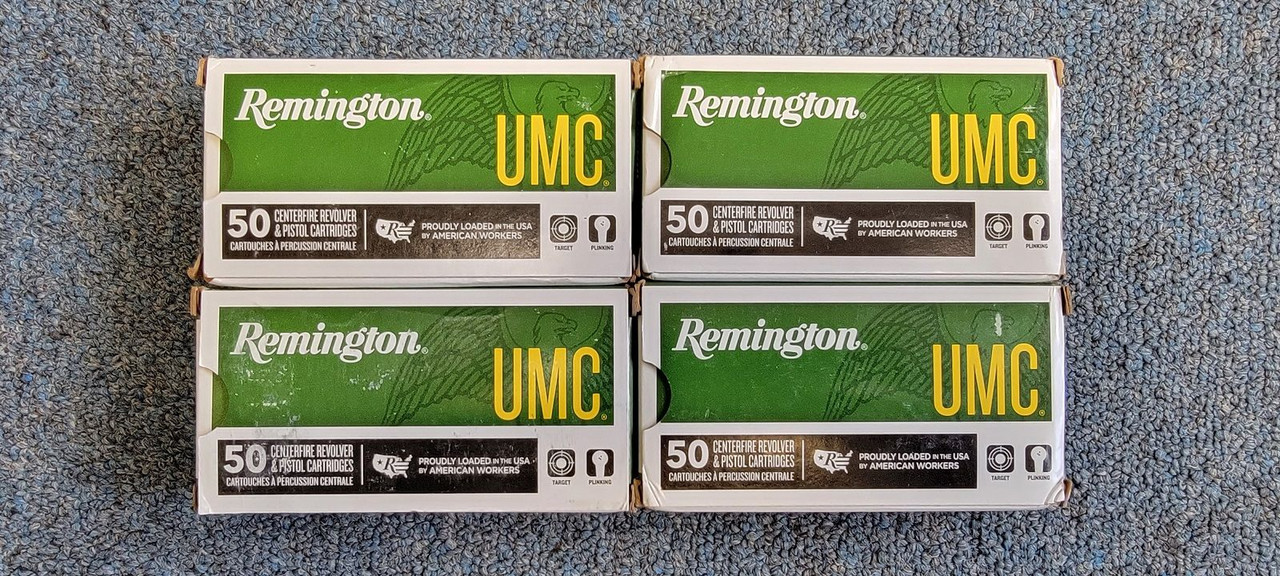 Remington®
UMC®
50 CENTERFIRE REVOLVER
& PISTOL CARTRIDGES
CARTOUCHES À PERCUSSION CENTRALE
R PROUDLY LOADED IN THE USA
BY AMERICAN WORKERS
TARGET PLINKING
Remington®
UMC®
50 CENTERFIRE REVOLVER
& PISTOL CARTRIDGES
CARTOUCHES À PERCUSSION CENTRALE
R PROUDLY LOADED IN THE USA
BY AMERICAN WORKERS
TARGET PLINKING
Remington®
UMC®
50 CENTERFIRE REVOLVER
& PISTOL CARTRIDGES
CARTOUCHES À PERCUSSION CENTRALE
R PROUDLY LOADED IN THE USA
BY AMERICAN WORKERS
TARGET PLINKING
Remington®
UMC®
50 CENTERFIRE REVOLVER
& PISTOL CARTRIDGES
CARTOUCHES À PERCUSSION CENTRALE
R PROUDLY LOADED IN THE USA
BY AMERICAN WORKERS
TARGET PLINKING